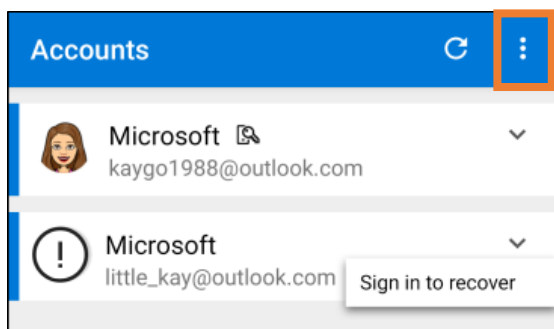 Accounts
Microsoft
kaygo1988@outlook.com
Microsoft
little_kay@outlook.com
Sign in to recover